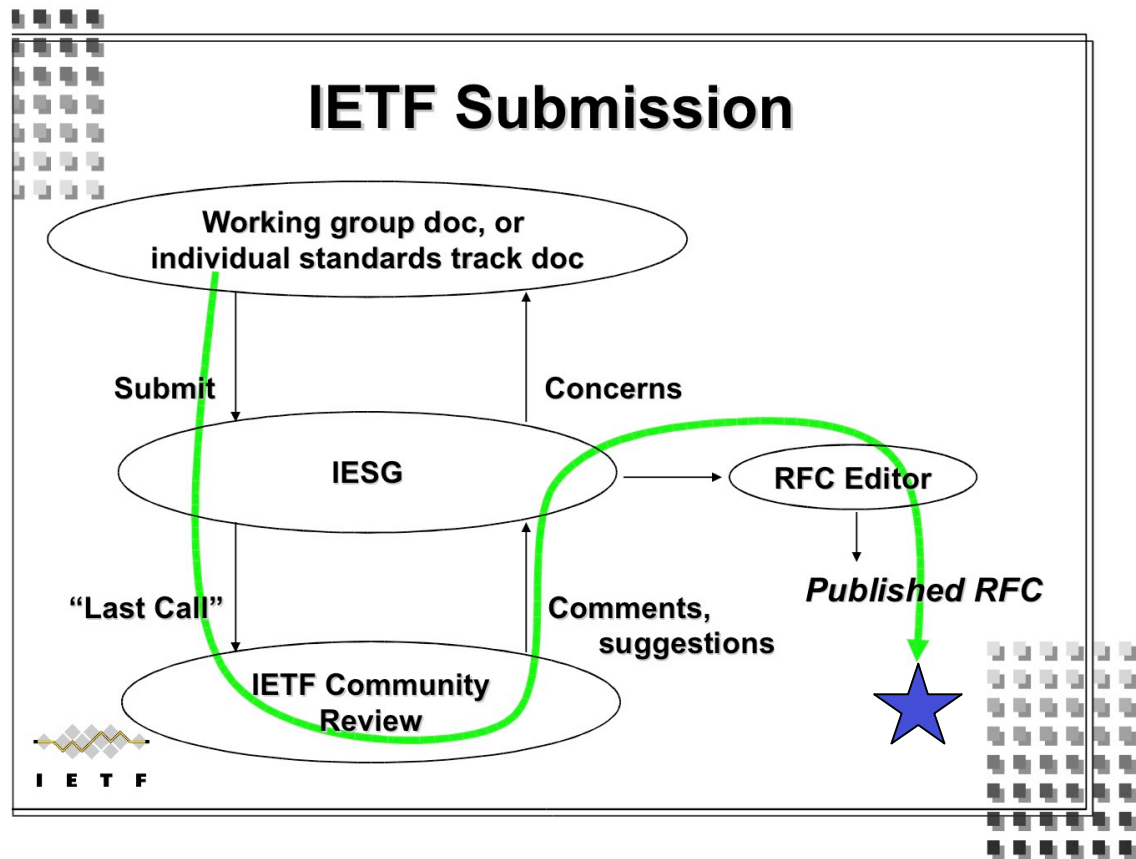 IETF Submission
Working group doc, or
individual standards track doc
Submit
Concerns
IESG
RFC Editor
“Last Call”
Comments,
suggestions
Published RFC
IETF Community
Review
I E T F